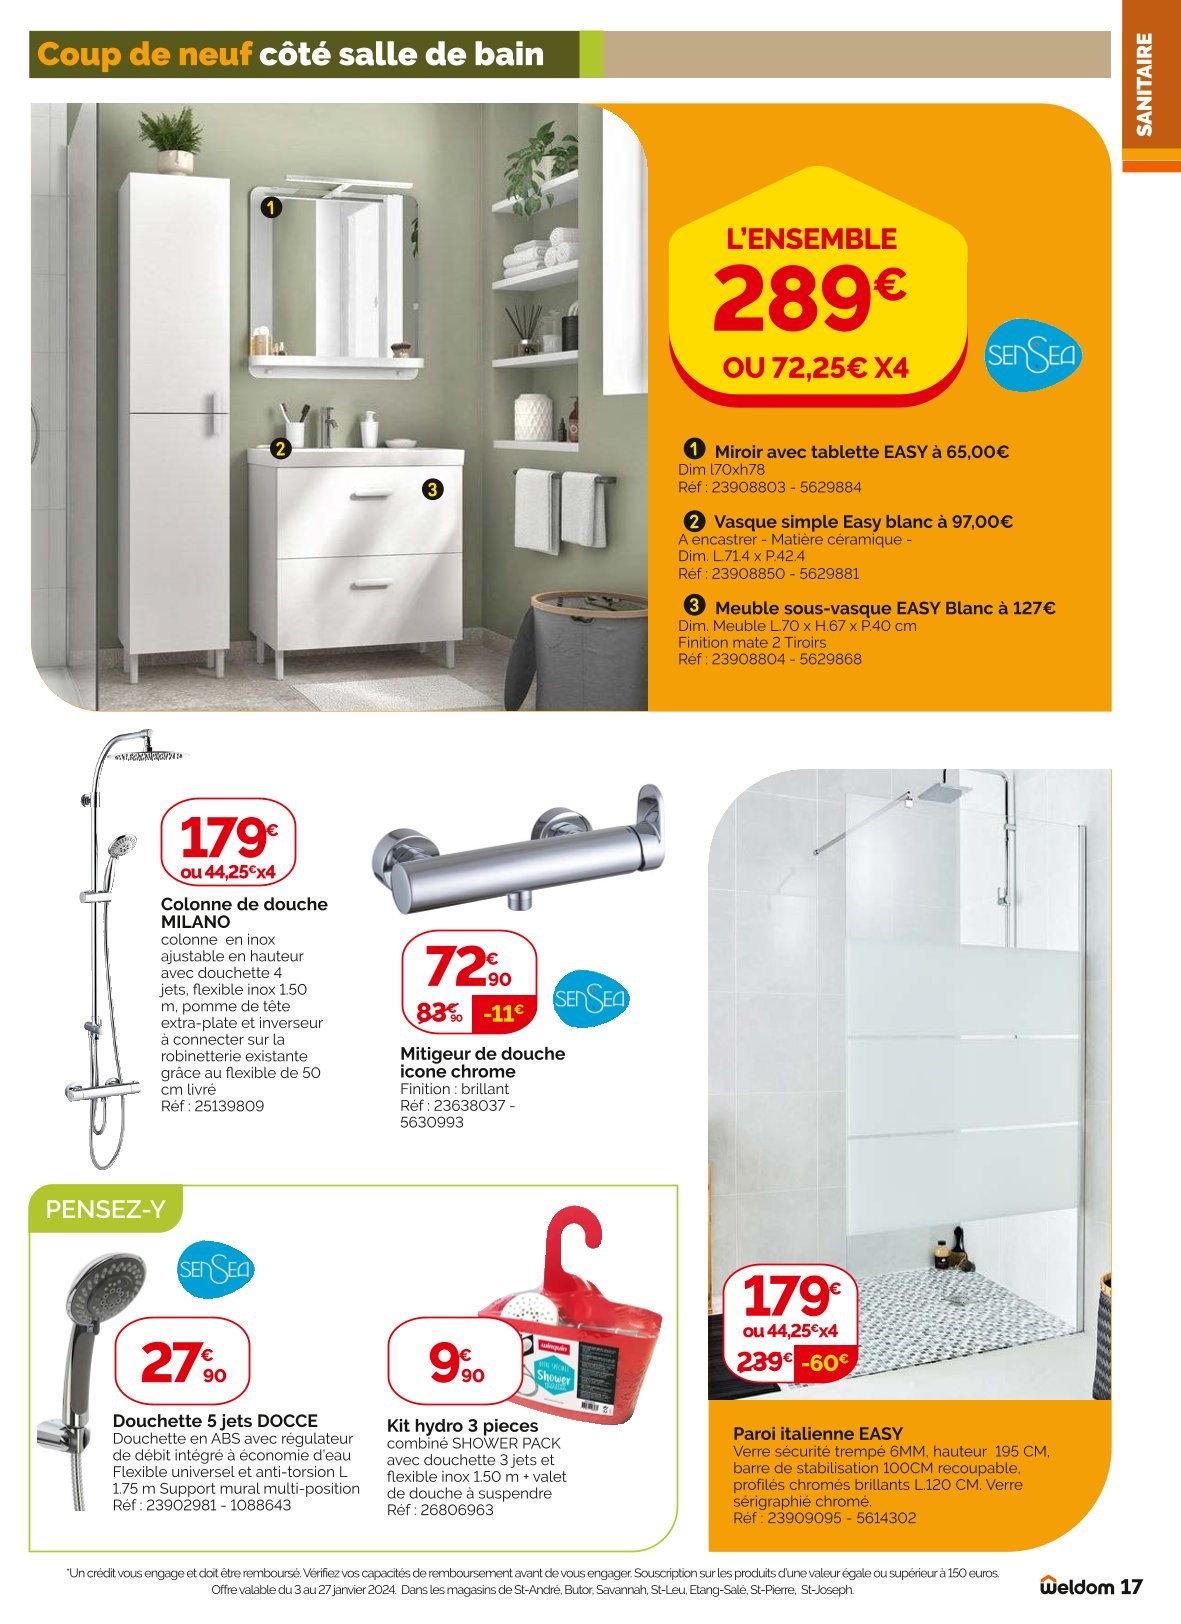 Coup de neuf côté salle de bain
SANITAIRE
1
2
3
L'ENSEMBLE
289€
OU 72,25€ X4
SENSEA
1 Miroir avec tablette EASY à 65,00€
Dim l70xh78
Réf : 23908803 - 5629884
2 Vasque simple Easy blanc à 97,00€
A encastrer - Matière céramique -
Dim. L.71.4 x P.42.4
Réf : 23908850 - 5629881
3 Meuble sous-vasque EASY Blanc à 127€
Dim. Meuble L.70 x H.67 x P.40 cm
Finition mate 2 Tiroirs
Réf : 23908804 - 5629868
179€
ou 44,25€x4
Colonne de douche
MILANO
colonne en inox
ajustable en hauteur
avec douchette 4
jets, flexible inox 1.50
m, pomme de tête
extra-plate et inverseur
à connecter sur la
robinetterie existante
grâce au flexible de 50
cm livré
Réf : 25139809
72€90
83€90 -11€
SENSEA
Mitigeur de douche
icone chrome
Finition : brillant
Réf : 23638037 -
5630993
PENSEZ-Y
SENSEA
27€90
Douchette 5 jets DOCCE
Douchette en ABS avec régulateur
de débit intégré à économie d'eau
Flexible universel et anti-torsion L
1.75 m Support mural multi-position
Réf : 23902981 - 1088643
9€90
Shower
Kit hydro 3 pieces
combiné SHOWER PACK
avec douchette 3 jets et
flexible inox 1.50 m + valet
de douche à suspendre
Réf : 26806963
179€
ou 44,25€x4
239€ -60€
Paroi italienne EASY
Verre sécurité trempé 6MM, hauteur 195 CM,
barre de stabilisation 100CM recoupable,
profilés chromés brillants L.120 CM. Verre
sérigraphié chromé.
Réf : 23909095 - 5614302
*Un crédit vous engage et doit être remboursé. Vérifiez vos capacités de remboursement avant de vous engager. Souscription sur les produits d'une valeur égale ou supérieur à 150 euros.
Offre valable du 3 au 27 janvier 2024. Dans les magasins de St-André, Butor, Savannah, St-Leu, Etang-Salé, St-Pierre, St-Joseph.
weldom 17